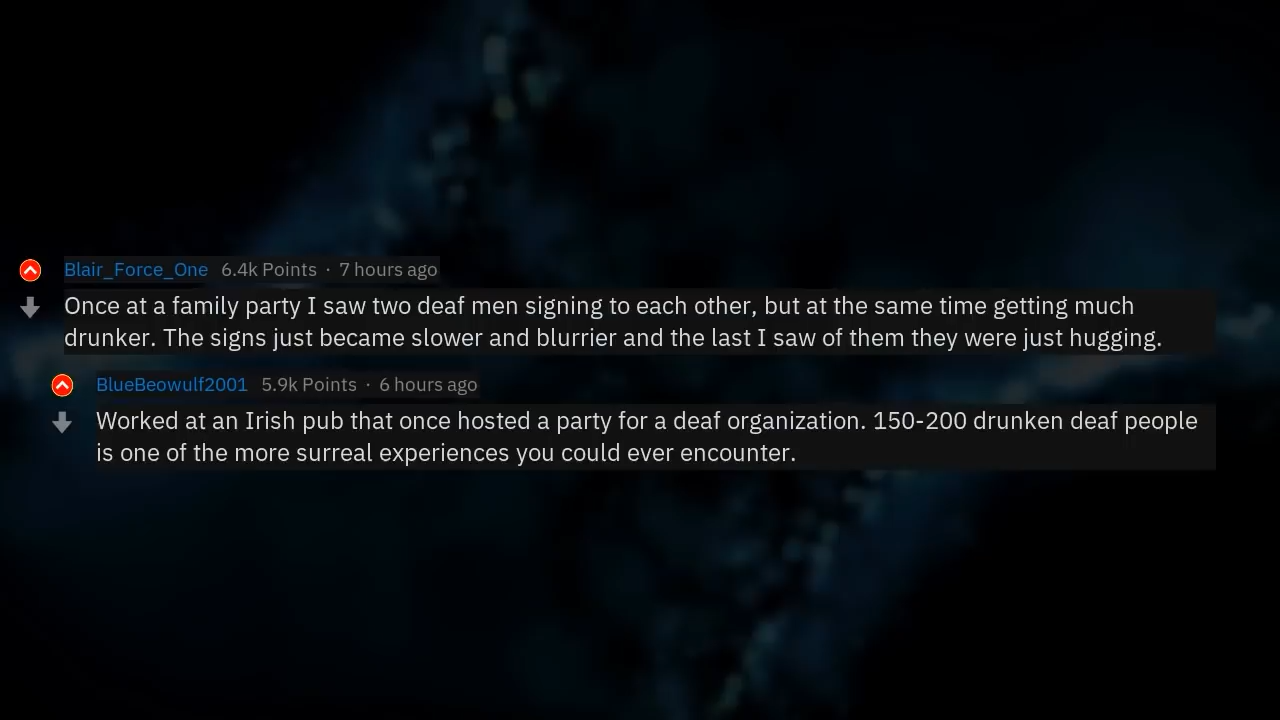 Blair_Force_One 6.4k Points · 7 hours ago
Once at a family party I saw two deaf men signing to each other, but at the same time getting much
drunker. The signs just became slower and blurrier and the last I saw of them they were just hugging.
BlueBeowulf2001 5.9k Points · 6 hours ago
Worked at an Irish pub that once hosted a party for a deaf organization. 150-200 drunken deaf people
is one of the more surreal experiences you could ever encounter.